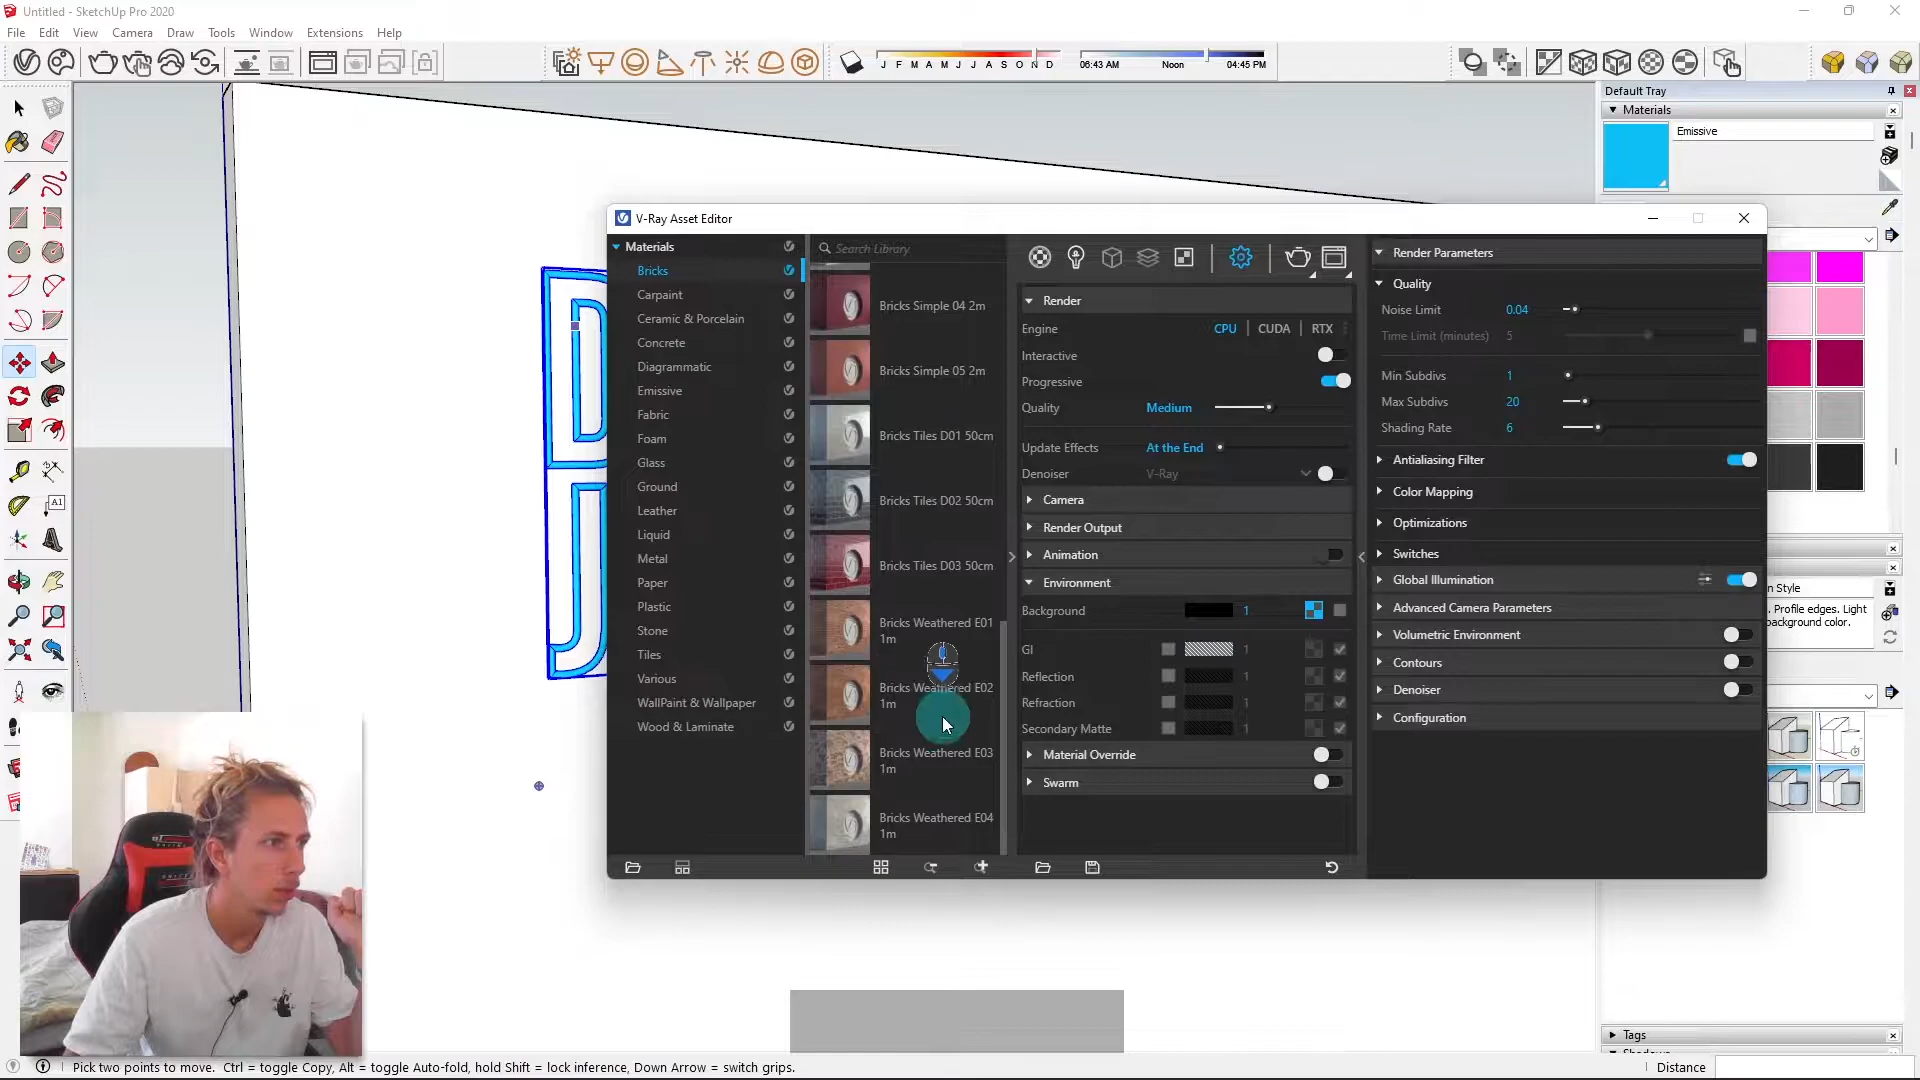 Untitled - SketchUp Pro 2020
File Edit View Camera Draw Tools Window Extensions Help
J F M A M J J A S O N D
06:43 AM Noon 04:45 PM
Default Tray
Materials
Emissive
A1
V-Ray Asset Editor
Materials
Bricks
Carpaint
Ceramic & Porcelain
Concrete
Diagrammatic
Emissive
Fabric
Foam
Glass
Ground
Leather
Liquid
Metal
Paper
Plastic
Stone
Tiles
Various
WallPaint & Wallpaper
Wood & Laminate
Search Library
Bricks Simple 04 2m
Bricks Simple 05 2m
Bricks Tiles D01 50cm
Bricks Tiles D02 50cm
Bricks Tiles D03 50cm
Bricks Weathered E01
1m
Bricks Weathered E02
1m
Bricks Weathered E03
1m
Bricks Weathered E04
1m
Render
Engine CPU CUDA RTX
Interactive
Progressive
Quality Medium
Update Effects At the End
Denoiser V-Ray
Camera
Render Output
Animation
Environment
Background 1
GI 1
Reflection 1
Refraction 1
Secondary Matte 1
Material Override
Swarm
Render Parameters
Quality
Noise Limit 0.04
Time Limit (minutes) 5
Min Subdivs 1
Max Subdivs 20
Shading Rate 6
Antialiasing Filter
Color Mapping
Optimizations
Switches
Global Illumination
Advanced Camera Parameters
Volumetric Environment
Contours
Denoiser
Configuration
n Style
. Profile edges. Light
background color.
Tags
Pick two points to move. Ctrl = toggle Copy, Alt = toggle Auto-fold, hold Shift = lock inference, Down Arrow = switch grips.
Distance